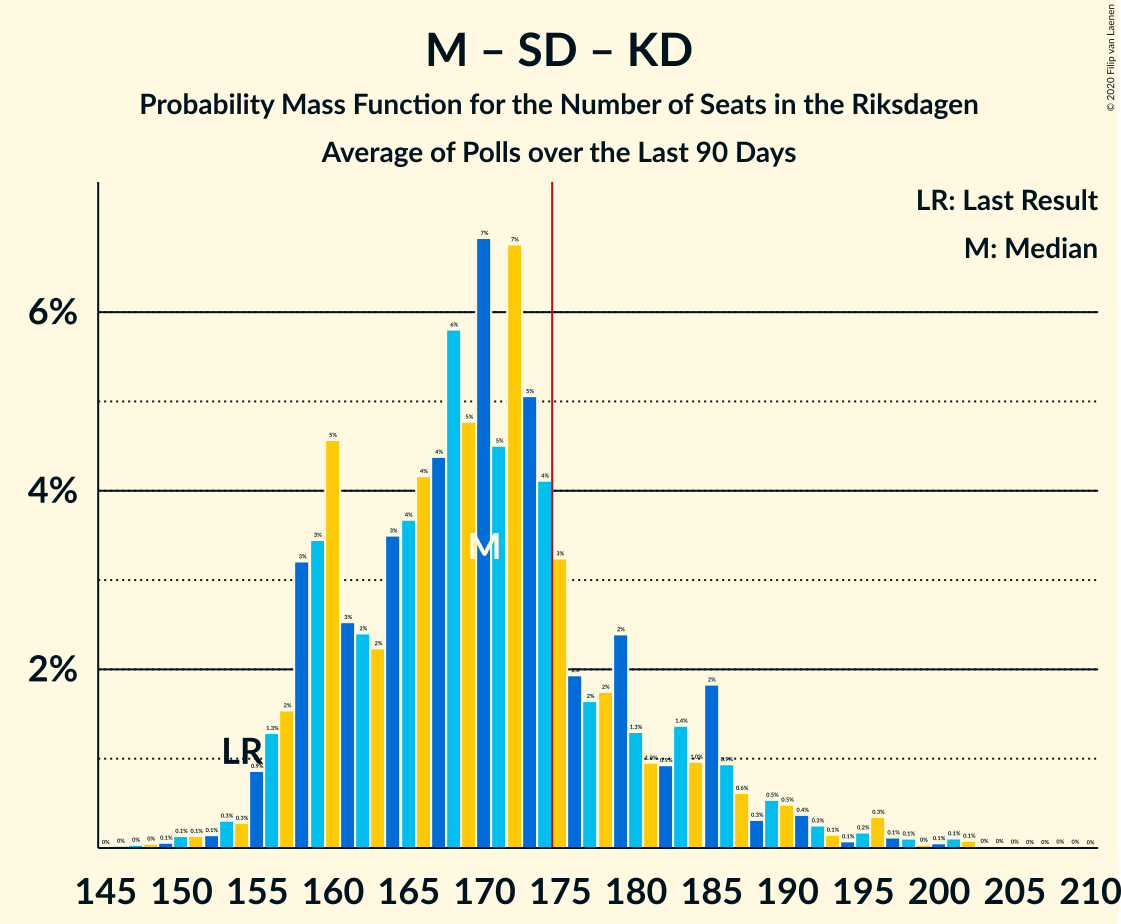 M – SD – KD
Probability Mass Function for the Number of Seats in the Riksdagen
Average of Polls over the Last 90 Days
© 2020 Filip van Laenen
LR: Last Result
M: Median
6%
4%
2%
LR
M
0% 0% 0% 0% 0.1% 0.1% 0.1% 0.1% 0.3% 0.3% 0.9% 1.3% 2% 3% 3% 5% 3% 2% 2% 3% 4% 4% 4% 6% 5% 7% 5% 7% 5% 4% 3% 2% 2% 2% 2% 1.3% 1.0% 0.9% 1.4% 1.0% 2% 0.9% 0.6% 0.3% 0.5% 0.5% 0.4% 0.3% 0.1% 0.1% 0.2% 0.3% 0.1% 0.1% 0% 0.1% 0.1% 0.1% 0% 0% 0% 0% 0% 0% 0% 0%
145 150 155 160 165 170 175 180 185 190 195 200 205 210